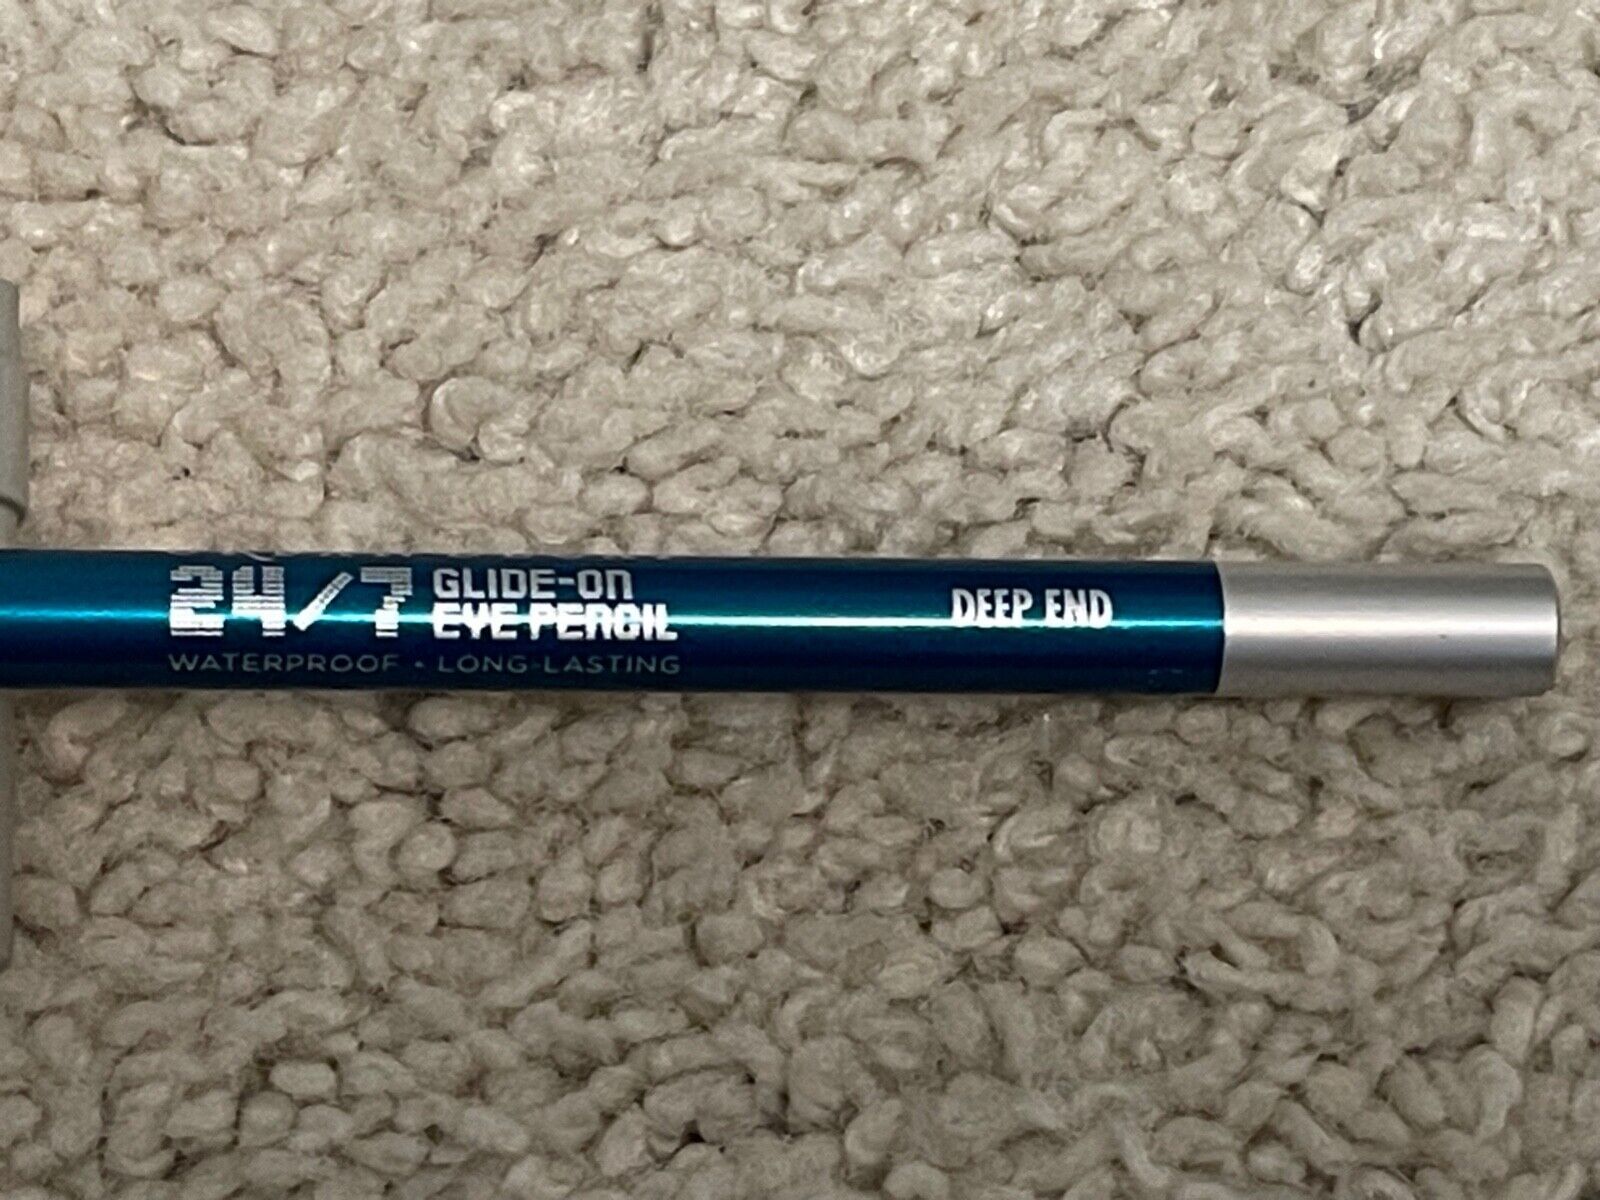 24/7 GLIDE-ON
EYE PENCIL
WATERPROOF • LONG-LASTING
DEEP END